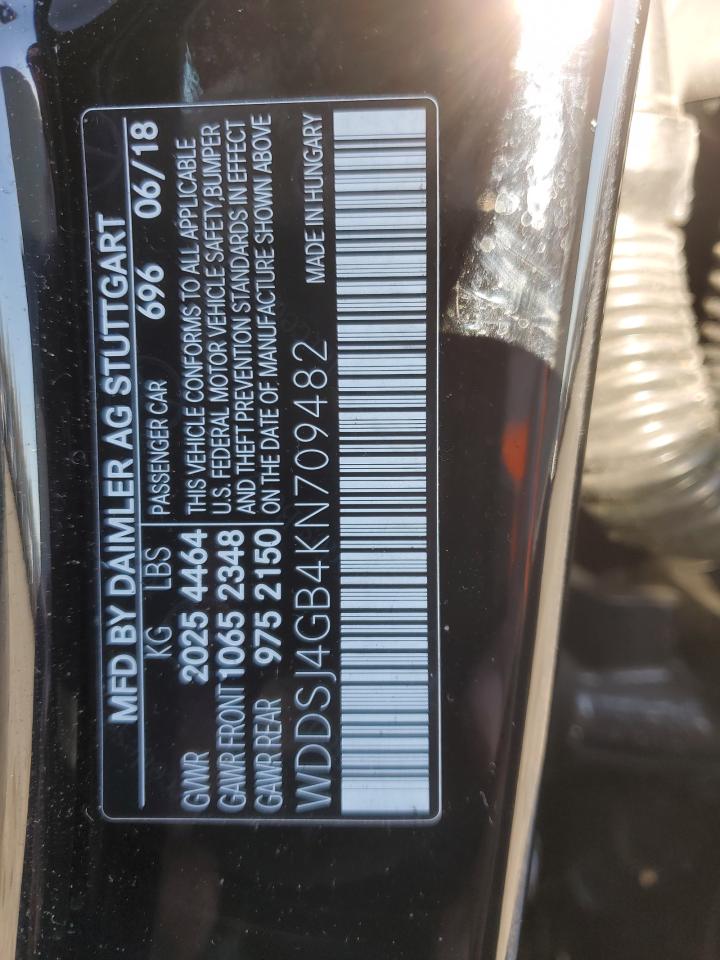 MFD BY DAIMLER AG STUTTGART
KG LBS PASSENGER CAR 696 06/18
GWR 2025 4464 THIS VEHICLE CONFORMS TO ALL APPLICABLE
GAWR FRONT 1065 2348 U.S. FEDERAL MOTOR VEHICLE SAFETY, BUMPER
GAWR REAR 975 2150 AND THEFT PREVENTION STANDARDS IN EFFECT
ON THE DATE OF MANUFACTURE SHOWN ABOVE
WDDSJ4GB4KN709482 MADE IN HUNGARY